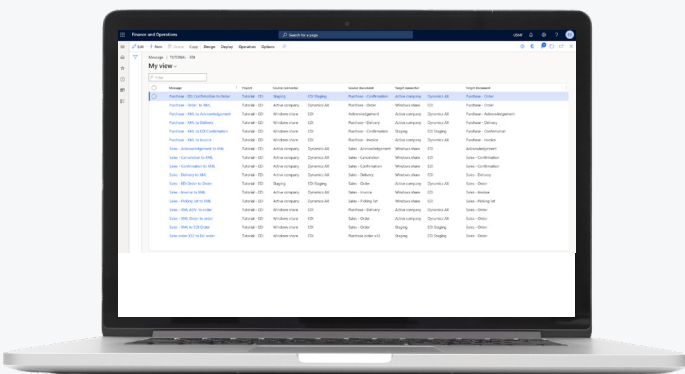 Finance and Operations Search for a page USMF ?
Edit + New Delete Copy Design Deploy Operations Options
Message | TUTORIAL - EDI
My view
Filter
Message Project Source connector Source document Target connector Target document
Purchase - EDI Confirmation to Order Tutorial - EDI Staging EDI Staging Purchase - Confirmation Active company Dynamics AX Purchase - Order
Purchase - Order to XML Tutorial - EDI Active company Dynamics AX Purchase - Order Windows share EDI Purchase - Order
Purchase - XML to Acknowledgement Tutorial - EDI Windows share EDI Acknowledgement Active company Dynamics AX Purchase - Acknowledgement
Purchase - XML to Delivery Tutorial - EDI Windows share EDI Purchase - Delivery Active company Dynamics AX Purchase - Delivery
Purchase - XML to EDI Confirmation Tutorial - EDI Windows share EDI Purchase - Confirmation Staging EDI Staging Purchase - Confirmation
Purchase - XML to Invoice Tutorial - EDI Windows share EDI Purchase - Invoice Active company Dynamics AX Purchase - Invoice
Sales - Acknowledgement to XML Tutorial - EDI Active company Dynamics AX Sales - Acknowledgement Windows share EDI Acknowledgement
Sales - Cancelation to XML Tutorial - EDI Active company Dynamics AX Sales - Cancelation Windows share EDI Sales - Confirmation
Sales - Confirmation to XML Tutorial - EDI Active company Dynamics AX Sales - Confirmation Windows share EDI Sales - Confirmation
Sales - Delivery to XML Tutorial - EDI Active company Dynamics AX Sales - Delivery Windows share EDI Sales - Delivery
Sales - EDI Order to Order Tutorial - EDI Staging EDI Staging Sales - Order Active company Dynamics AX Sales - Order
Sales - Invoice to XML Tutorial - EDI Active company Dynamics AX Sales - Invoice Windows share EDI Sales - Invoice
Sales - Picking list to XML Tutorial - EDI Active company Dynamics AX Sales - Picking list Windows share EDI Sales - Picking list
Sales - XML to order Tutorial - EDI Windows share EDI Purchase - Delivery Active company Dynamics AX Sales - Order
Sales - XML Order to order Tutorial - EDI Windows share EDI Sales - Order Active company Dynamics AX Sales - Order
Sales - XML to EDI Order Tutorial - EDI Windows share EDI Sales - Order Staging EDI Staging Sales - Order
Sales order to order Tutorial - EDI Windows share EDI Purchase order Staging EDI Staging Sales - Order